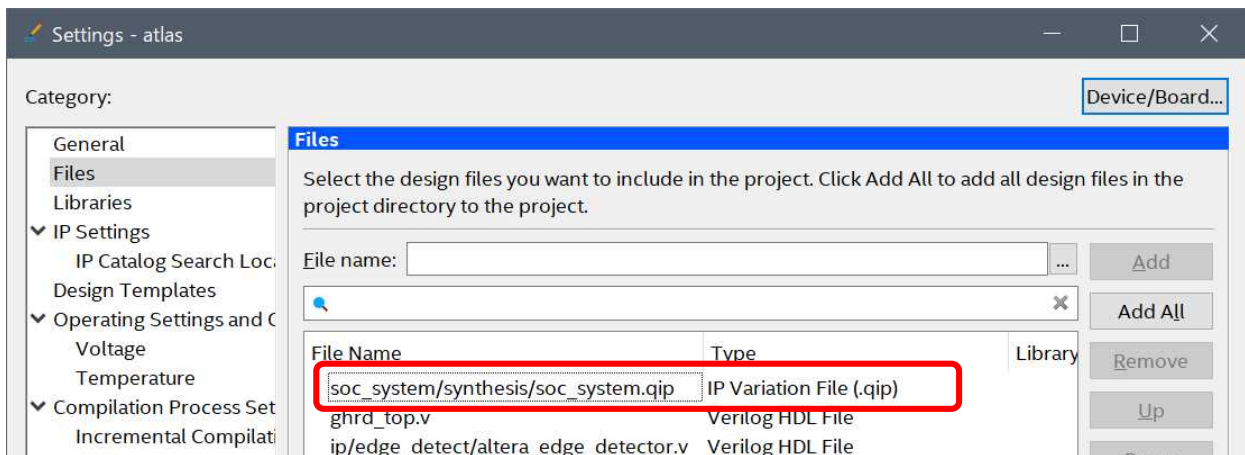 Settings - atlas
Category:
Device/Board...
General
Files
Libraries
IP Settings
IP Catalog Search Loc
Design Templates
Operating Settings and
Voltage
Temperature
Compilation Process Set
Incremental Compilati
Files
Select the design files you want to include in the project. Click Add All to add all design files in the
project directory to the project.
File name:
...
Add
Add All
File Name Type Library
Remove
soc_system/synthesis/soc_system.qip IP Variation File (.qip)
Up
ghrd_top.v Verilog HDL File
ip/edge_detect/altera_edge_detector.v Verilog HDL File